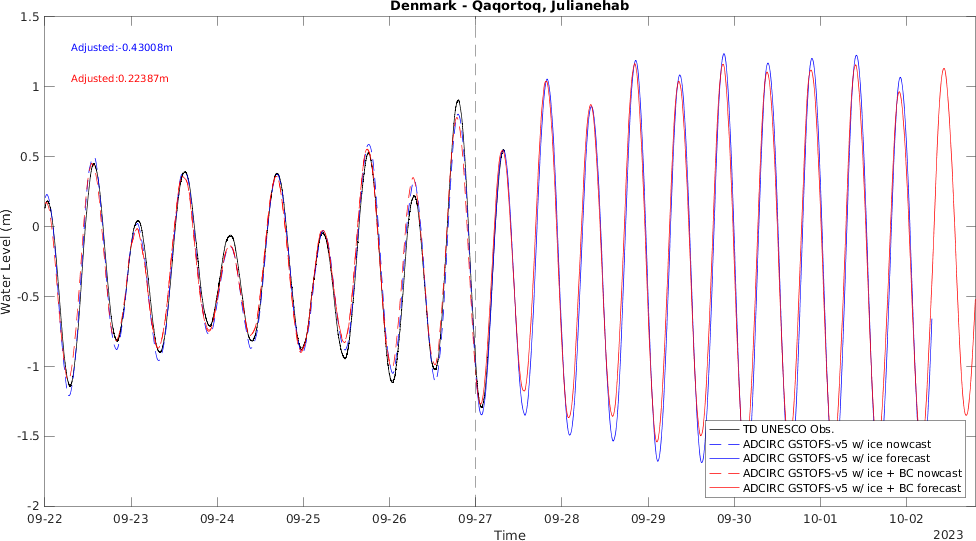 Denmark - Qaqortoq, Julianehab
Adjusted:-0.43008m
Adjusted:0.22387m
Water Level (m)
1.5
1
0.5
0
-0.5
-1
-1.5
-2
TD UNESCO Obs.
ADCIRC GSTOFS-v5 w/ ice nowcast
ADCIRC GSTOFS-v5 w/ ice forecast
ADCIRC GSTOFS-v5 w/ ice + BC nowcast
ADCIRC GSTOFS-v5 w/ ice + BC forecast
09-22 09-23 09-24 09-25 09-26 09-27 09-28 09-29 09-30 10-01 10-02
Time
2023